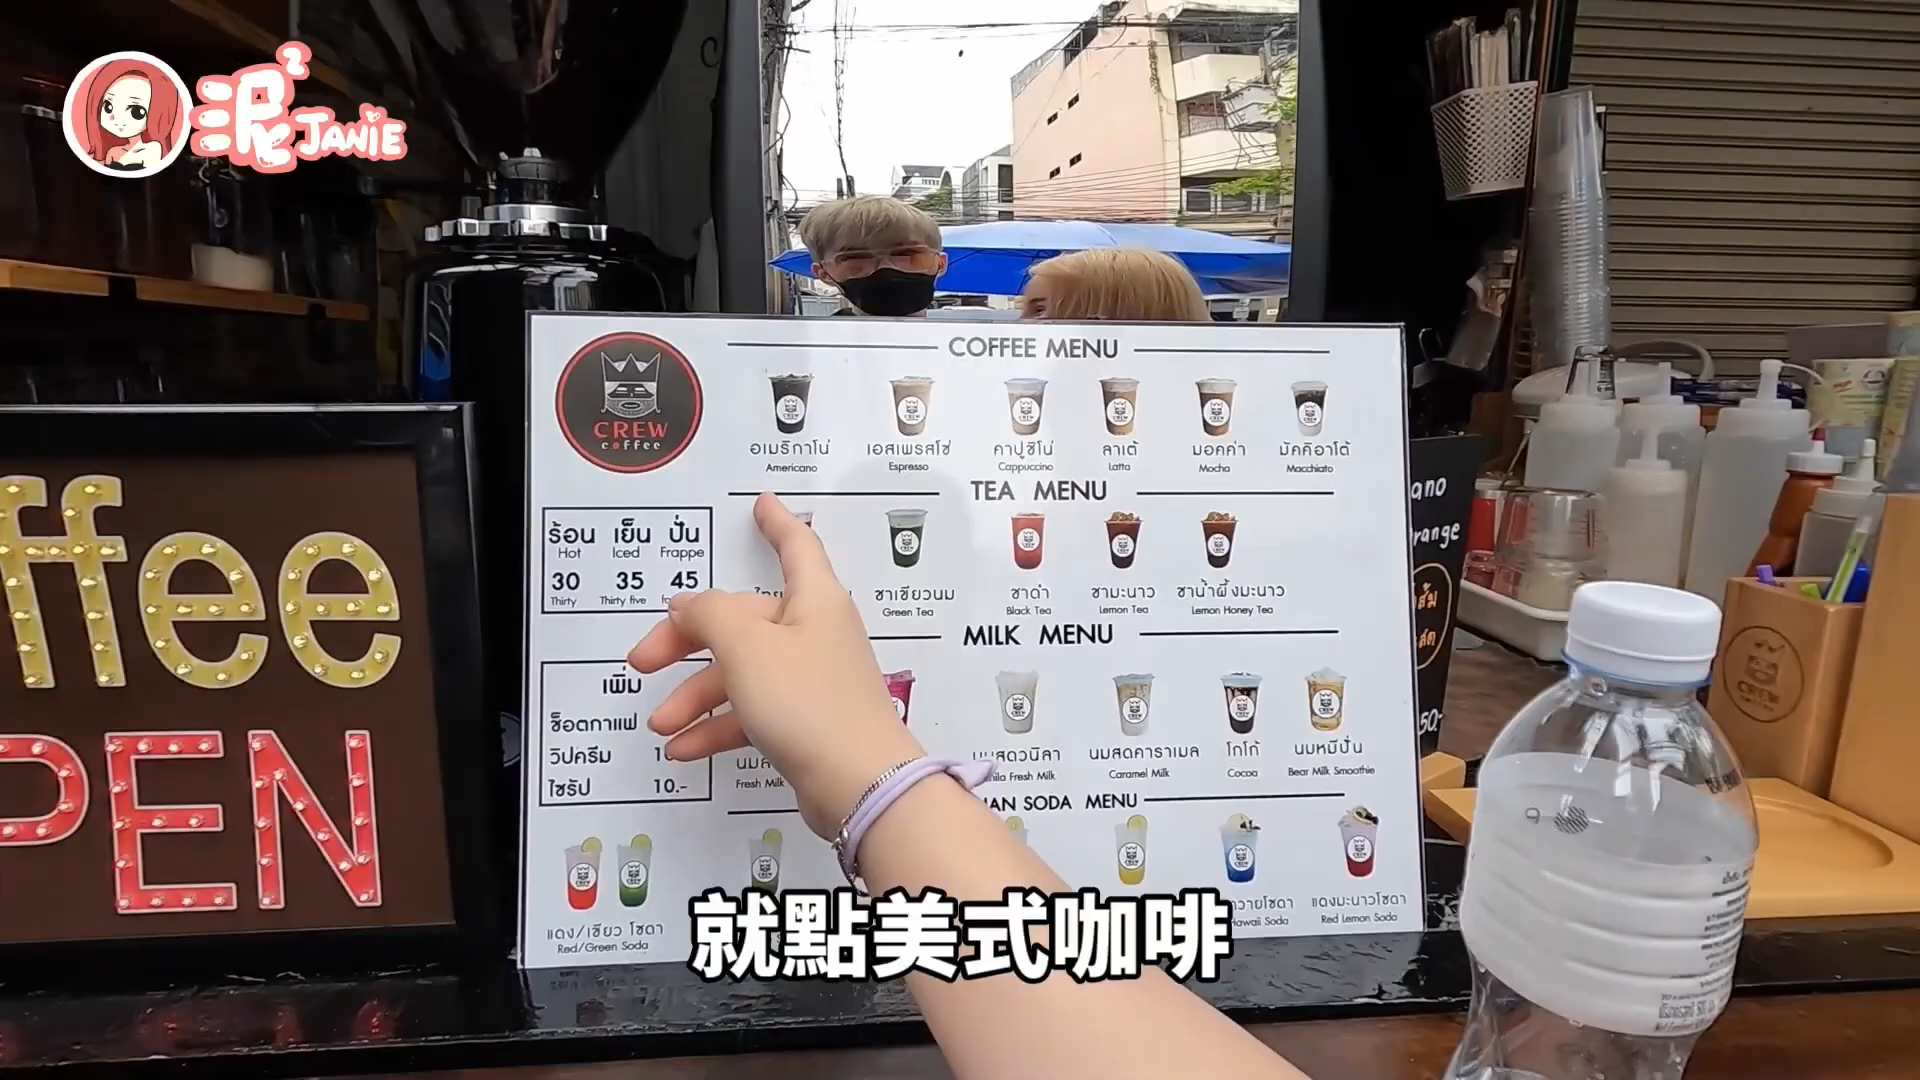 泯2
JANIE
COFFEE MENU
CREW
coffee
อเมริกาโน่ เอสเพรสโซ่ คาปูชิโน่ ลาเต้ มอคค่า มัคคิอาโต้
Americano Espresso Cappuccino Latta Mocha Macchiato
TEA MENU
ร้อน เย็น ปั่น
Hot Iced Frappe
30 35 45
Thirty Thirty five
ชาเขียวนม ชาดำ ชามะนาว ชาน้ำผึ้งมะนาว
Green Tea Black Tea Lemon Tea Lemon Honey Tea
MILK MENU
เพิ่ม
ช็อตกาแฟ
วิปครีม
ไซรัป 10.-
นมสดคาราเมล โกโก้ นมหมีปั่น
Fresh Milk Fresh Milk Caramel Milk Cocoa Bear Milk Smoothie
SODA MENU
แดง/เขียว โซดา แดงมะนาวโซดา
Red/Green Soda Hawaii Soda Red Lemon Soda
ffee
PEN
ano
range
50.-
CREW
就點美式咖啡